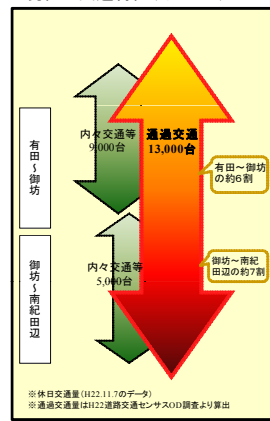 有田～御坊
内々交通等
9,000台
通過交通
13,000台
有田～御坊
の約6割
御坊～南紀田辺
内々交通等
5,000台
御坊～南紀
田辺の約7割
※休日交通量（H22.11.7のデータ）
※通過交通量はH22道路交通センサスOD調査より算出